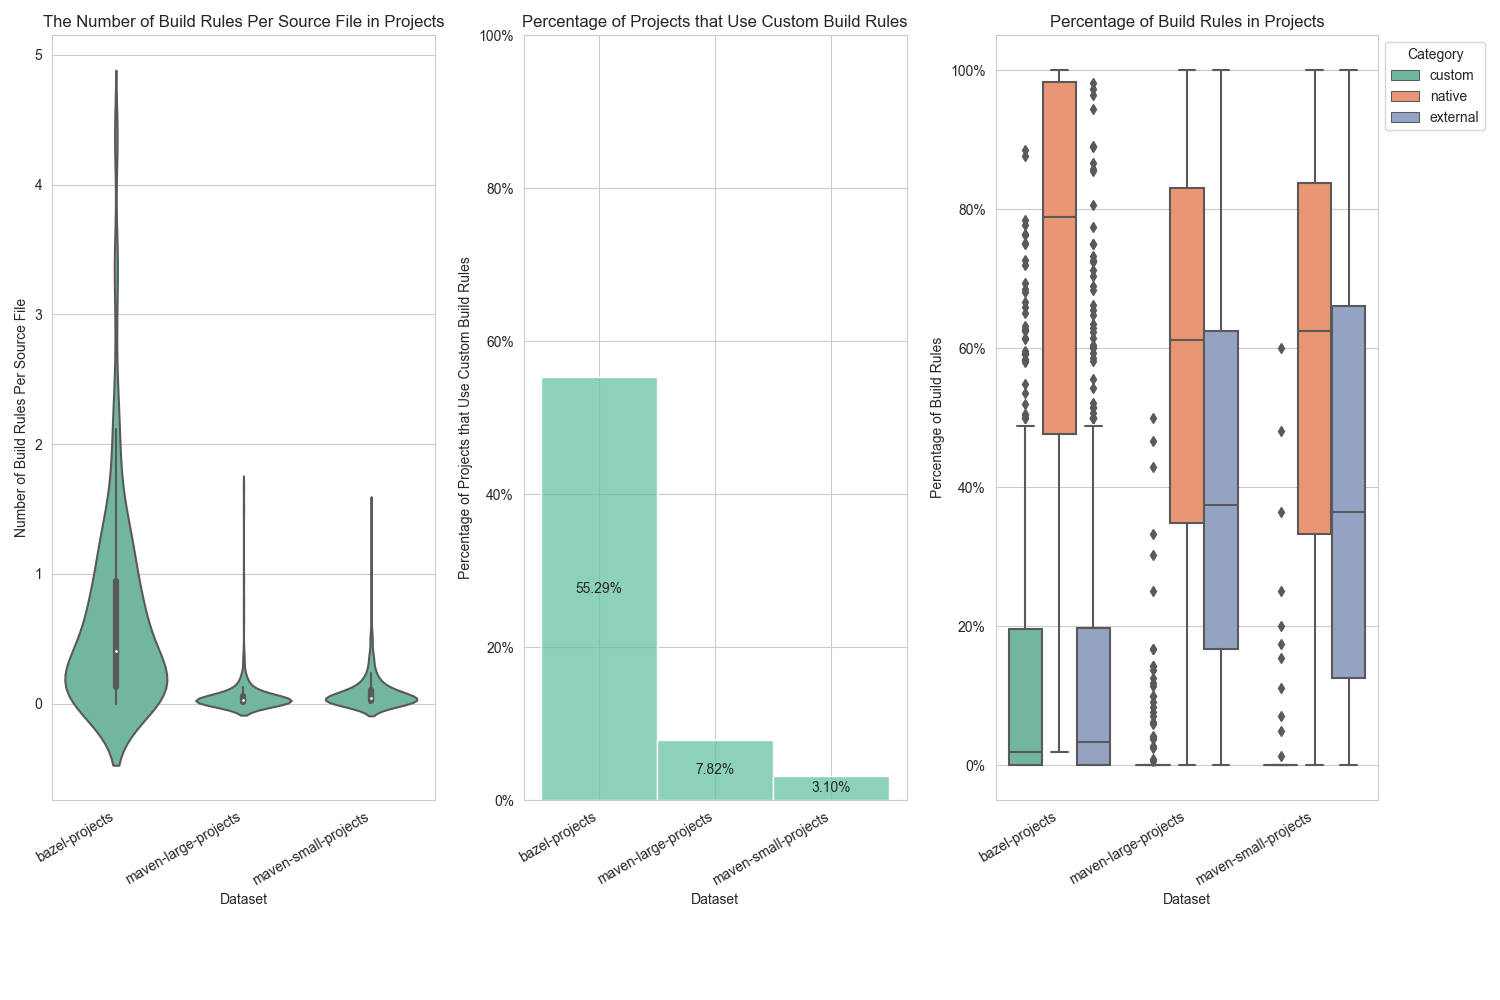 The Number of Build Rules Per Source File in Projects
Number of Build Rules Per Source File
5
4
3
2
1
0
bazel-projects
maven-large-projects
maven-small-projects
Dataset
Percentage of Projects that Use Custom Build Rules
Percentage of Projects that Use Custom Build Rules
100%
80%
60%
40%
20%
0%
55.29%
7.82%
3.10%
bazel-projects
maven-large-projects
maven-small-projects
Dataset
Percentage of Build Rules in Projects
Percentage of Build Rules
100%
80%
60%
40%
20%
0%
bazel-projects
maven-large-projects
maven-small-projects
Dataset
Category
custom
native
external